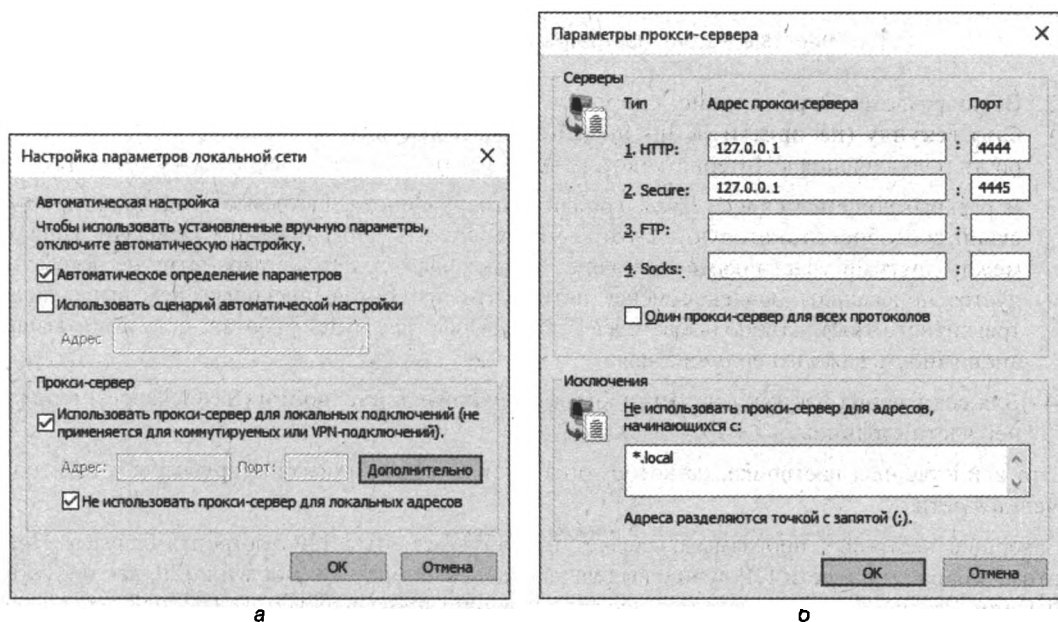 Настройка параметров локальной сети
Автоматическая настройка
Чтобы использовать установленные вручную параметры,
отключите автоматическую настройку.
Автоматическое определение параметров
Использовать сценарий автоматической настройки
Адрес
Прокси-сервер
Использовать прокси-сервер для локальных подключений (не
применяется для коммутируемых или VPN-подключений).
Адрес: Порт: Дополнительно
Не использовать прокси-сервер для локальных адресов
ОК Отмена
а
Параметры прокси-сервера
Серверы
Тип Адрес прокси-сервера Порт
1. HTTP: 127.0.0.1 : 4444
2. Secure: 127.0.0.1 : 4445
3. FTP: :
4. Socks: :
Один прокси-сервер для всех протоколов
Исключения
Не использовать прокси-сервер для адресов,
начинающихся с:
*.local
Адреса разделяются точкой с запятой (;).
ОК Отмена
b